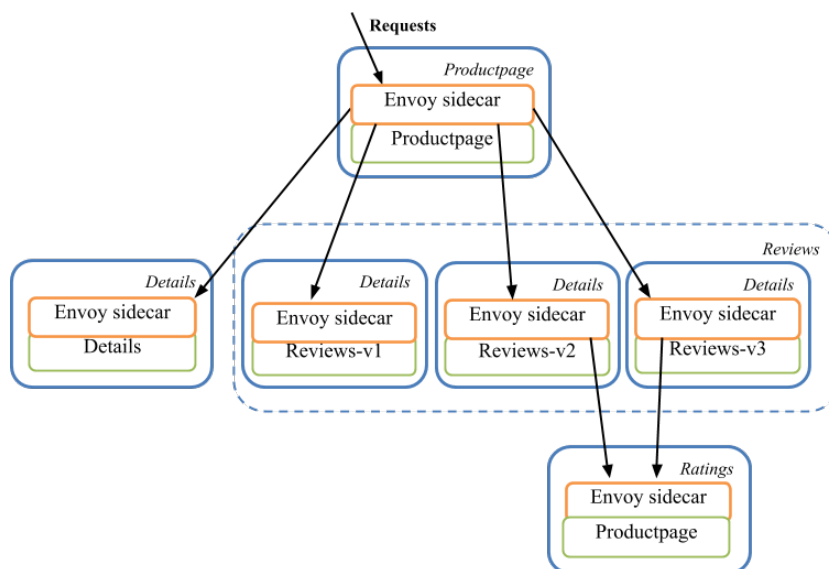 Requests
Productpage
Envoy sidecar
Productpage
Reviews
Details
Envoy sidecar
Details
Details
Envoy sidecar
Reviews-v1
Details
Envoy sidecar
Reviews-v2
Details
Envoy sidecar
Reviews-v3
Ratings
Envoy sidecar
Productpage